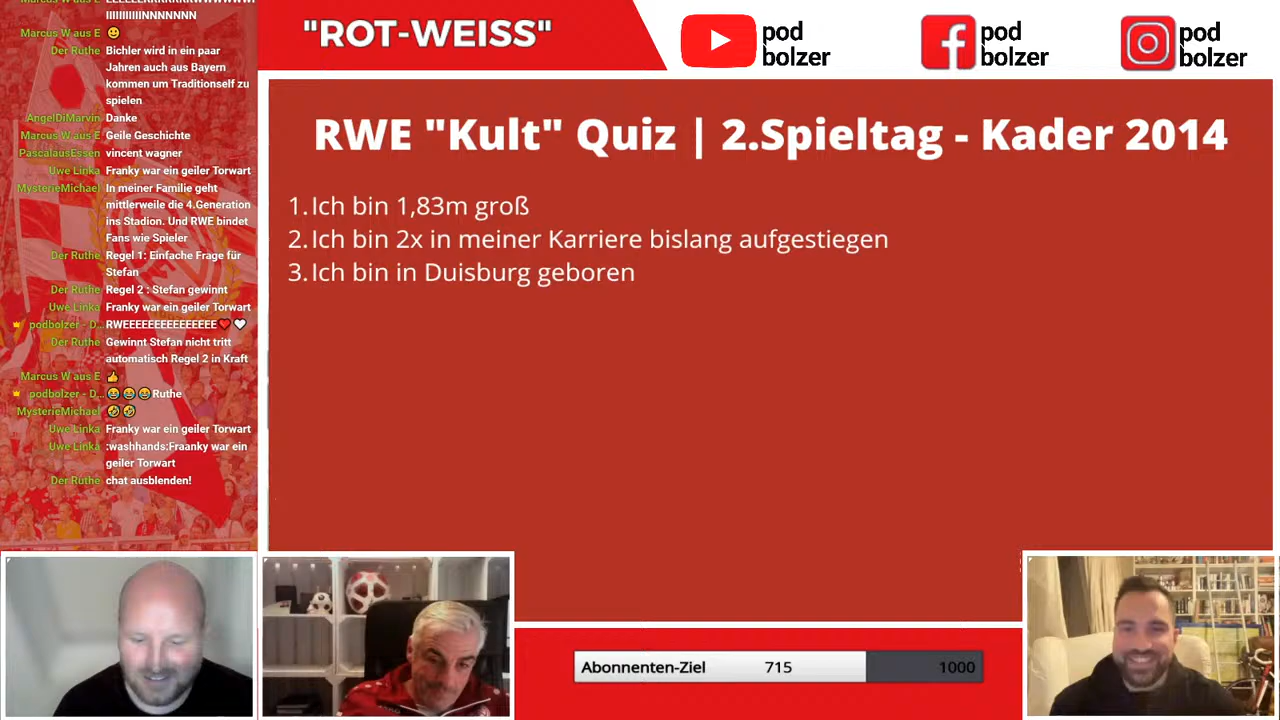 IIIIIIIIIIINNNNNNN
Marcus W aus E 🙂
Der Ruthe Bichler wird in ein paar
Jahren auch aus Bayern
kommen um Traditionself zu
spielen
AngelDiMarvin Danke
Marcus W aus E Geile Geschichte
PascalausEssen vincent wagner
Uwe Linka Franky war ein geiler Torwart
MysterieMichael In meiner Familie geht
mittlerweile die 4.Generation
ins Stadion. Und RWE bindet
Fans wie Spieler
Der Ruthe Regel 1: Einfache Frage für
Stefan
Der Ruthe Regel 2 : Stefan gewinnt
Uwe Linka Franky war ein geiler Torwart
podbolzer - D... RWEEEEEEEEEEEEEEE❤️🤍
Der Ruthe Gewinnt Stefan nicht tritt
automatisch Regel 2 in Kraft
Marcus W aus E 👍
podbolzer - D... 😂😂😂Ruthe
MysterieMichael 🤣🤣
Uwe Linka Franky war ein geiler Torwart
Uwe Linka :washhands:Fraanky war ein
geiler Torwart
Der Ruthe chat ausblenden!
"ROT-WEISS"
pod
bolzer
pod
bolzer
pod
bolzer
RWE "Kult" Quiz | 2.Spieltag - Kader 2014
1. Ich bin 1,83m groß
2. Ich bin 2x in meiner Karriere bislang aufgestiegen
3. Ich bin in Duisburg geboren
Abonnenten-Ziel 715 1000